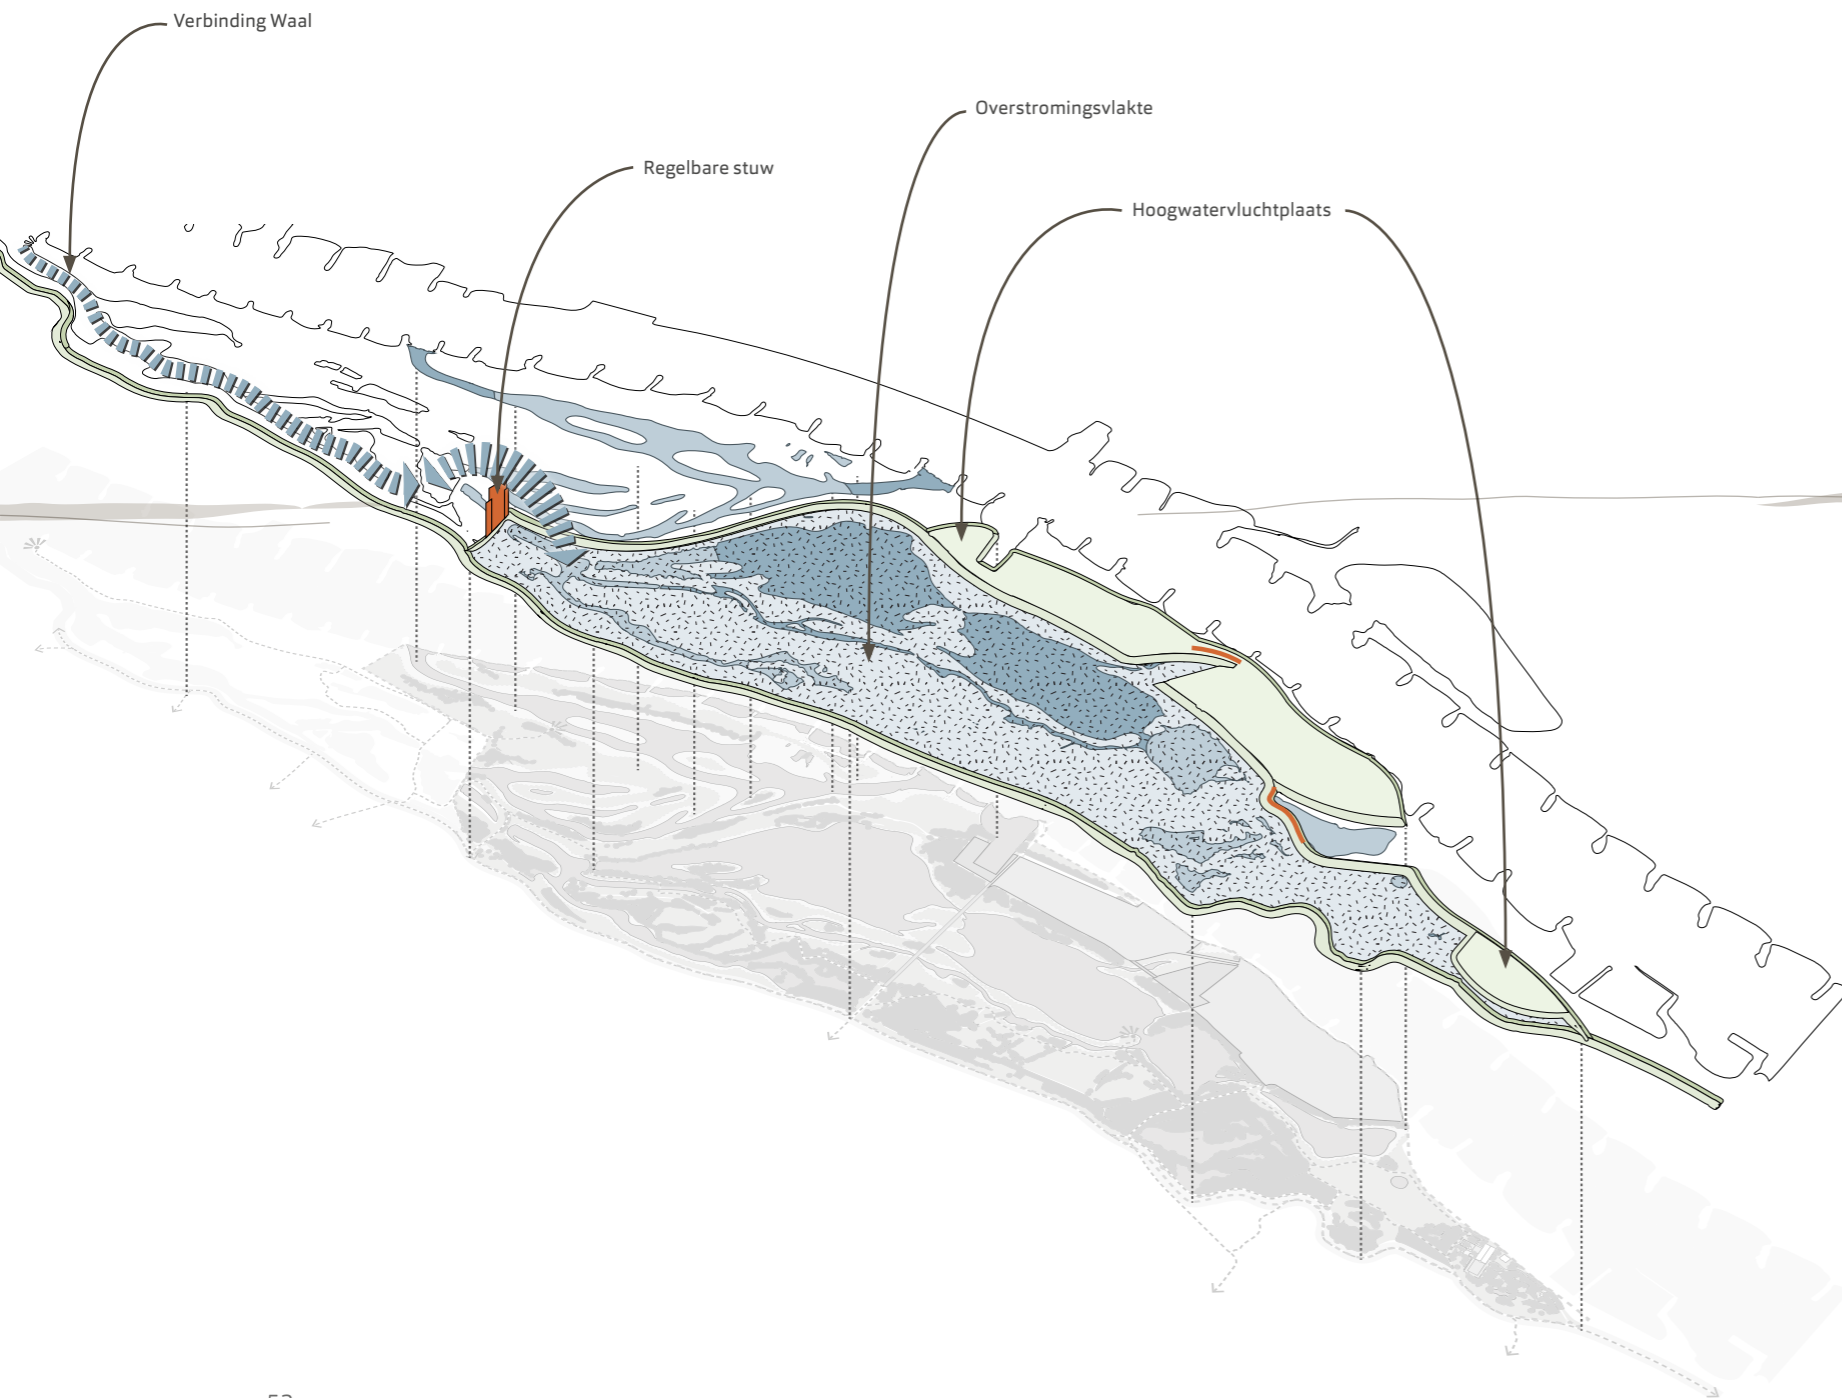 Verbinding Waal
Overstromingsvlakte
Regelbare stuw
Hoogwatervluchtplaats